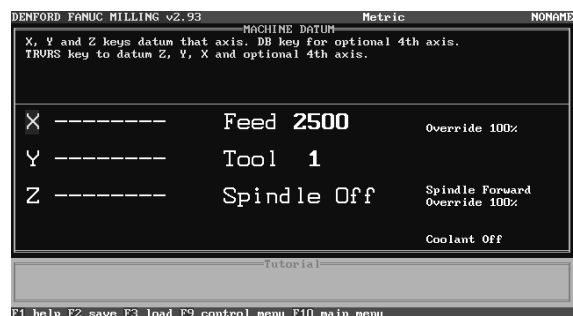 DENFORD FANUC MILLING v2.93 Metric NONAME
MACHINE DATUM
X, Y and Z keys datum that axis. DB key for optional 4th axis.
TRVRS key to datum Z, Y, X and optional 4th axis.
X -------- Feed 2500 Override 100%
Y -------- Tool 1
Z -------- Spindle Off Spindle Forward
Override 100%
Coolant Off
Tutorial
F1 help F2 save F3 load F9 control menu F10 main menu